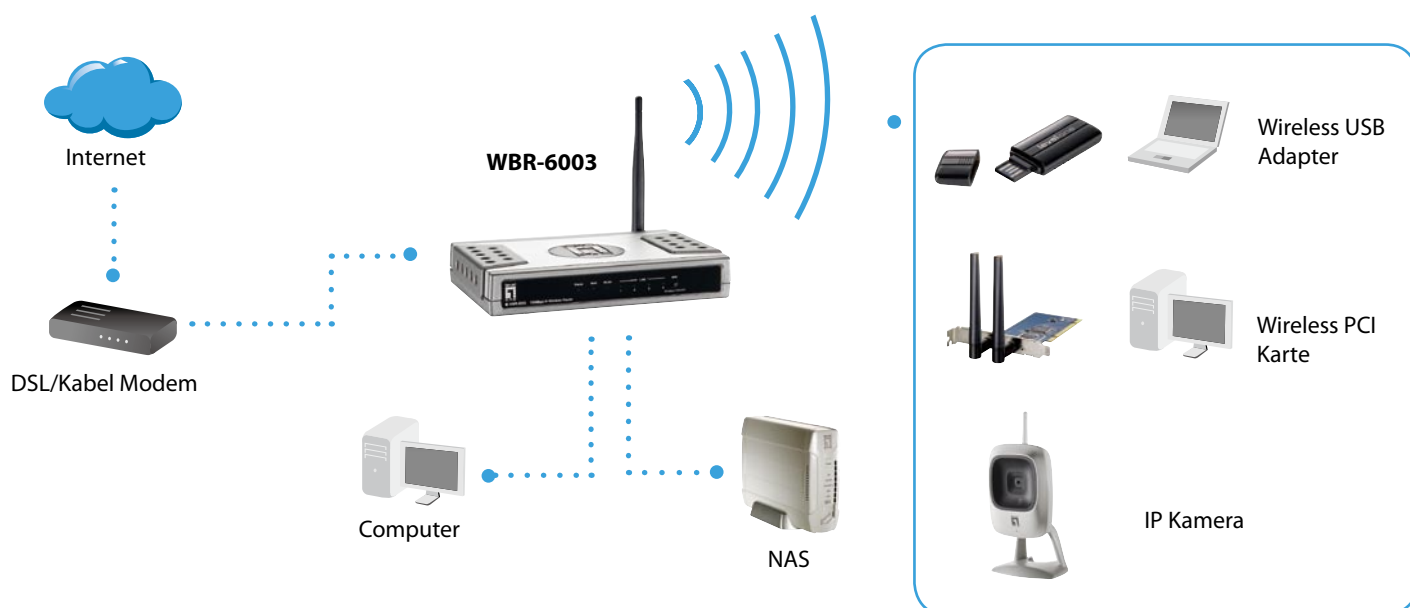 Internet
WBR-6003
DSL/Kabel Modem
Computer
NAS
Wireless USB
Adapter
Wireless PCI
Karte
IP Kamera